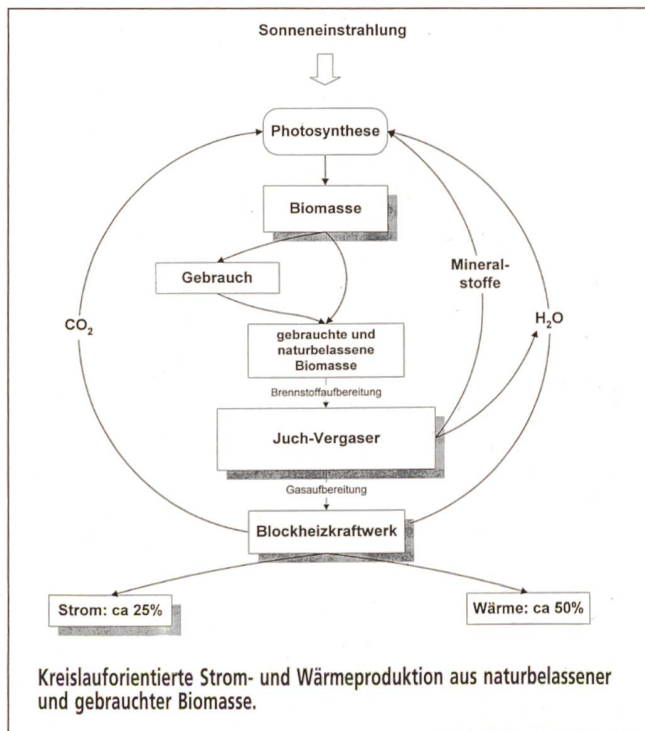 Sonneneinstrahlung
Photosynthese
Biomasse
Gebrauch
Mineral-
stoffe
CO₂
H₂O
gebrauchte und
naturbelassene
Biomasse
Brennstoffaufbereitung
Juch-Vergaser
Gasaufbereitung
Blockheizkraftwerk
Strom: ca 25%
Wärme: ca 50%
Kreislauforientierte Strom- und Wärmeproduktion aus naturbelassener
und gebrauchter Biomasse.